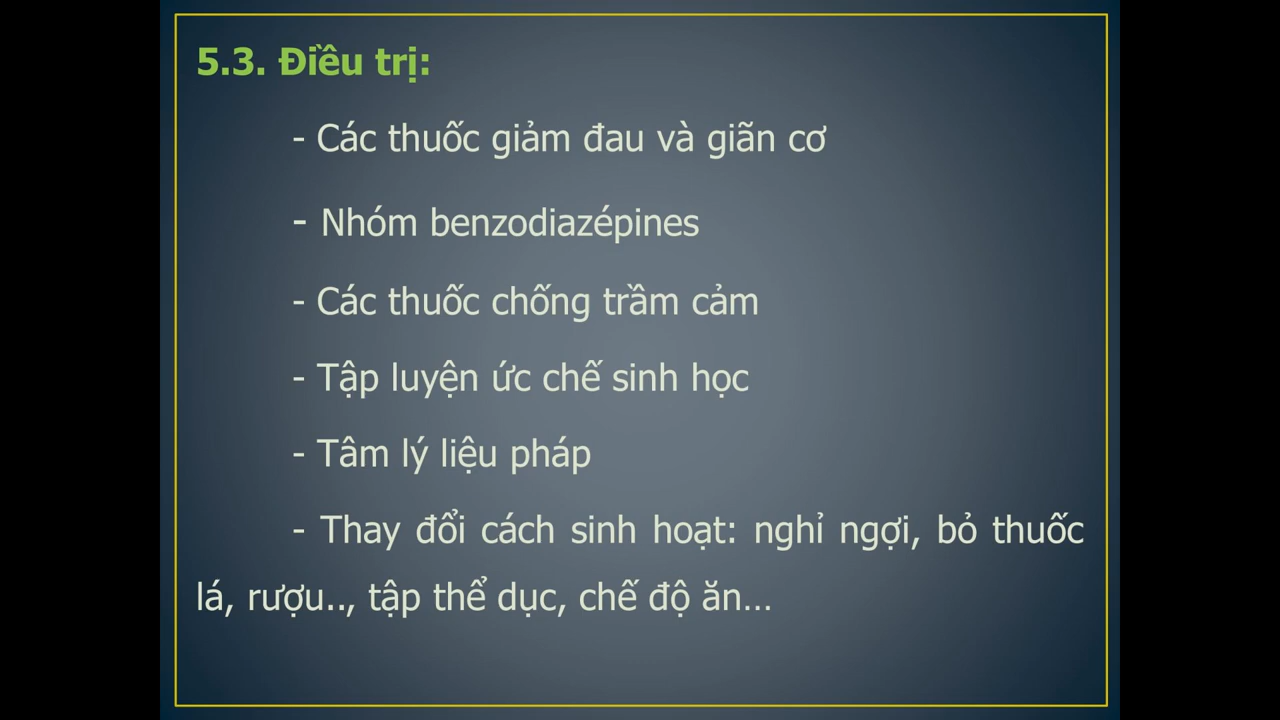 5.3. Điều trị:
- Các thuốc giảm đau và giãn cơ
- Nhóm benzodiazépines
- Các thuốc chống trầm cảm
- Tập luyện ức chế sinh học
- Tâm lý liệu pháp
- Thay đổi cách sinh hoạt: nghỉ ngợi, bỏ thuốc
lá, rượu.., tập thể dục, chế độ ăn...